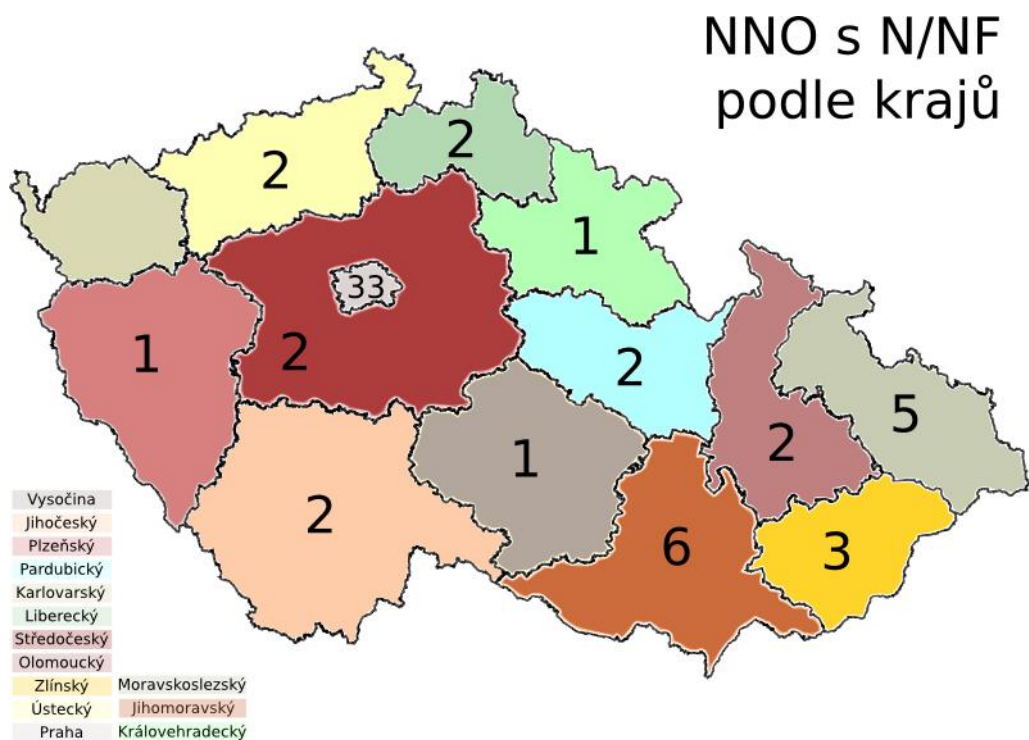 NNO s N/NF
podle krajů
2
2
1
33
1
2
2
5
2
1
2
6
3
Vysočina
Jihočeský
Plzeňský
Pardubický
Karlovarský
Liberecký
Středočeský
Olomoucký
Zlínský Moravskoslezský
Ústecký Jihomoravský
Praha Královehradecký